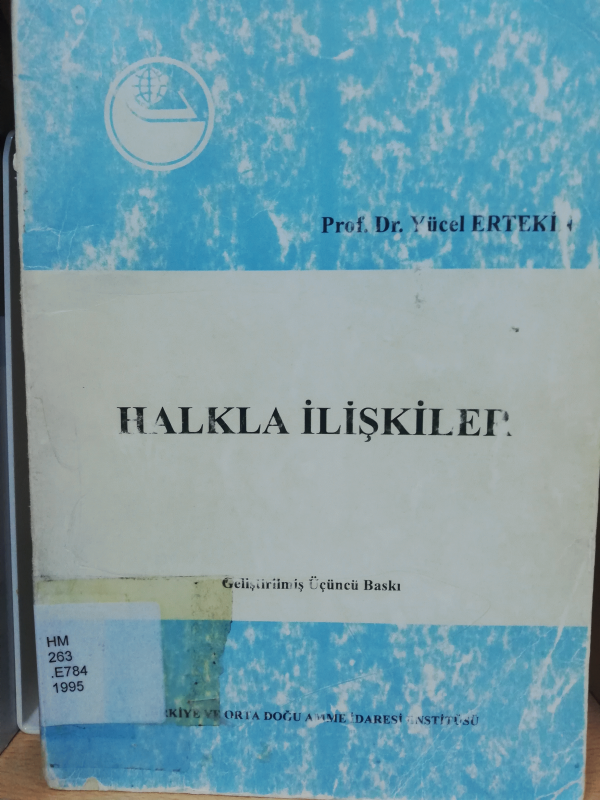 Prof. Dr. Yücel ERTEKİN
HALKLA İLİŞKİLER
Geliştirilmiş Üçüncü Baskı
HM
263
.E784
1995
VE ORTA DOĞU İDARESİ ENSTİTÜSÜ